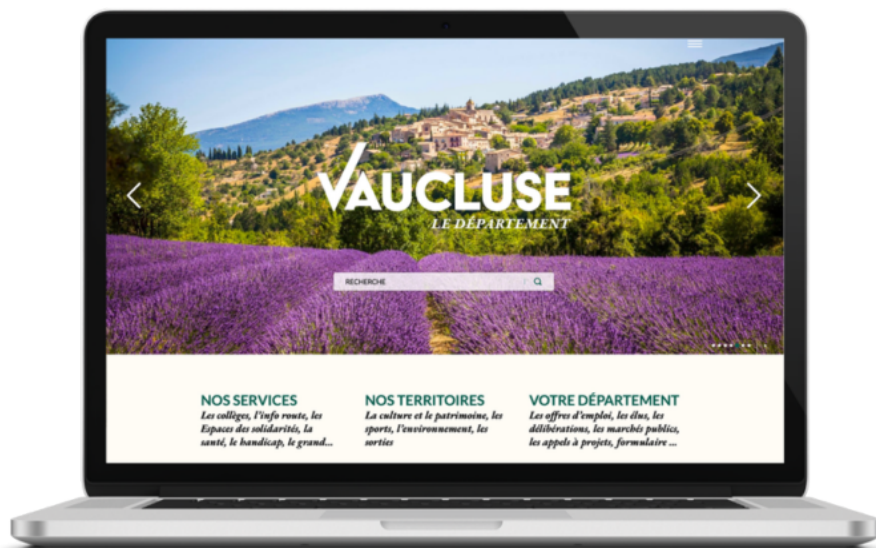 VAUCLUSE
LE DÉPARTEMENT
RECHERCHE
NOS SERVICES
Les collèges, l'info route, les
Espaces des solidarités, la
santé, le handicap, le grand...
NOS TERRITOIRES
La culture et le patrimoine, les
sports, l'environnement, les
sorties
VOTRE DÉPARTEMENT
Les offres d'emploi, les élus, les
délibérations, les marchés publics,
les appels à projets, formulaire ...